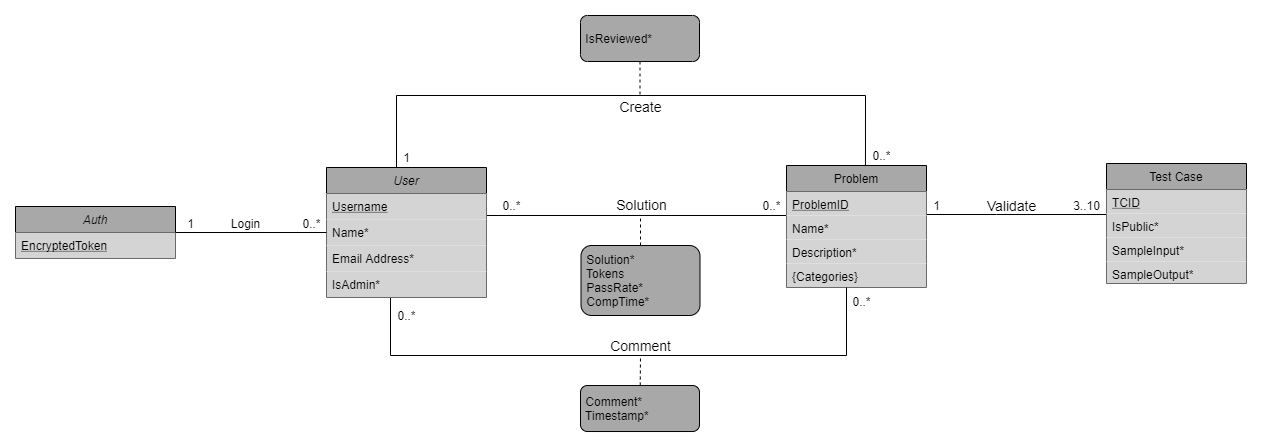 IsReviewed*
Create
1
0..*
User
Username
Name*
Email Address*
IsAdmin*
Auth
EncryptedToken
1
Login
0..*
0..*
Solution
0..*
Solution*
Tokens
PassRate*
CompTime*
Problem
ProblemID
Name*
Description*
{Categories}
1
Validate
3..10
Test Case
TCID
IsPublic*
SampleInput*
SampleOutput*
0..*
0..*
Comment
Comment*
Timestamp*